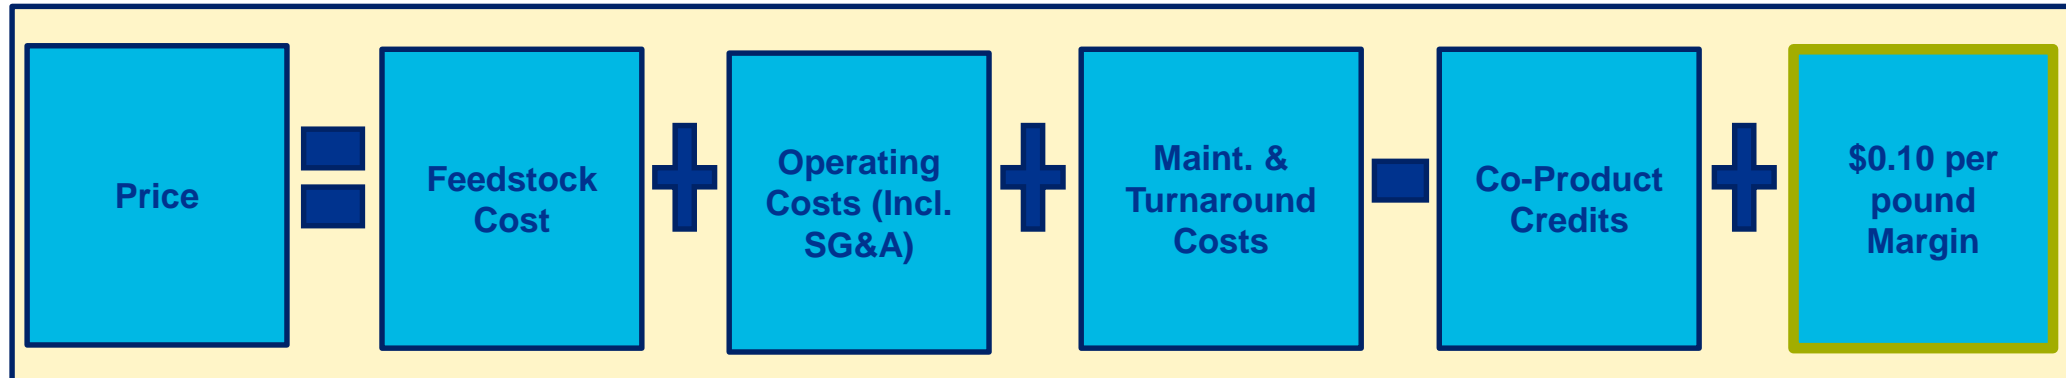 Price
Feedstock
Cost
Operating
Costs (Incl.
SG&A)
Maint. &
Turnaround
Costs
Co-Product
Credits
$0.10 per
pound
Margin